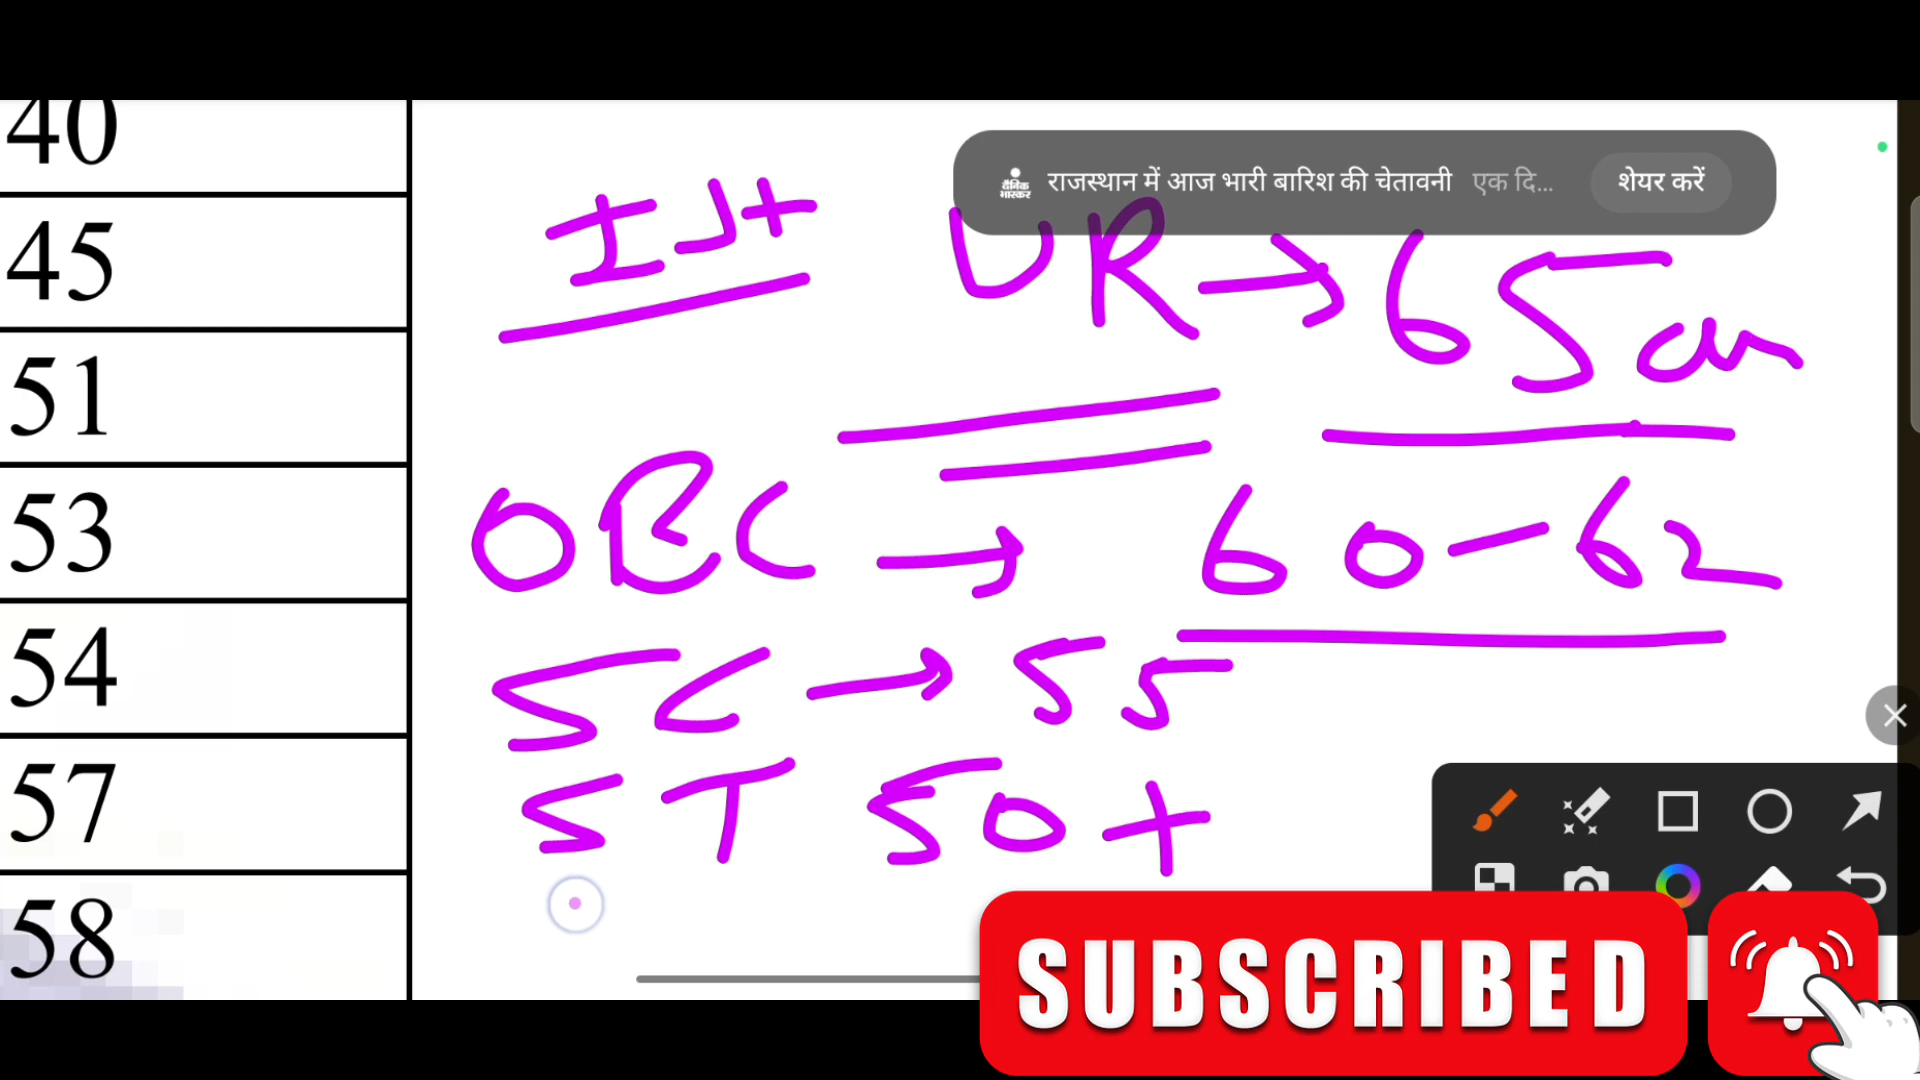 40
45
51
53
54
57
58
दैनिक भास्कर
राजस्थान में आज भारी बारिश की चेतावनी एक दि...
शेयर करें
UR → 65
OBC → 60-62
SC → 55
ST 50+
SUBSCRIBED